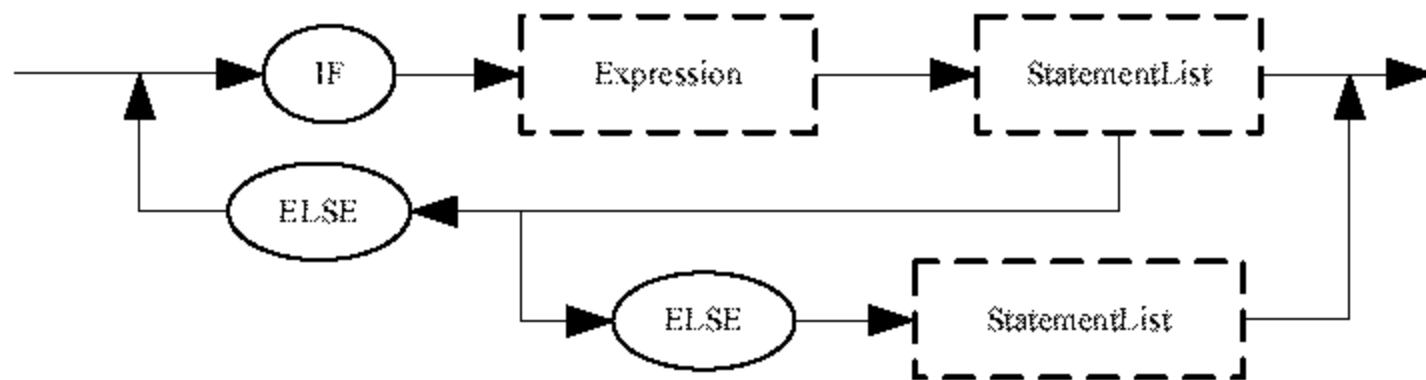 IF
Expression
StatementList
ELSE
ELSE
StatementList